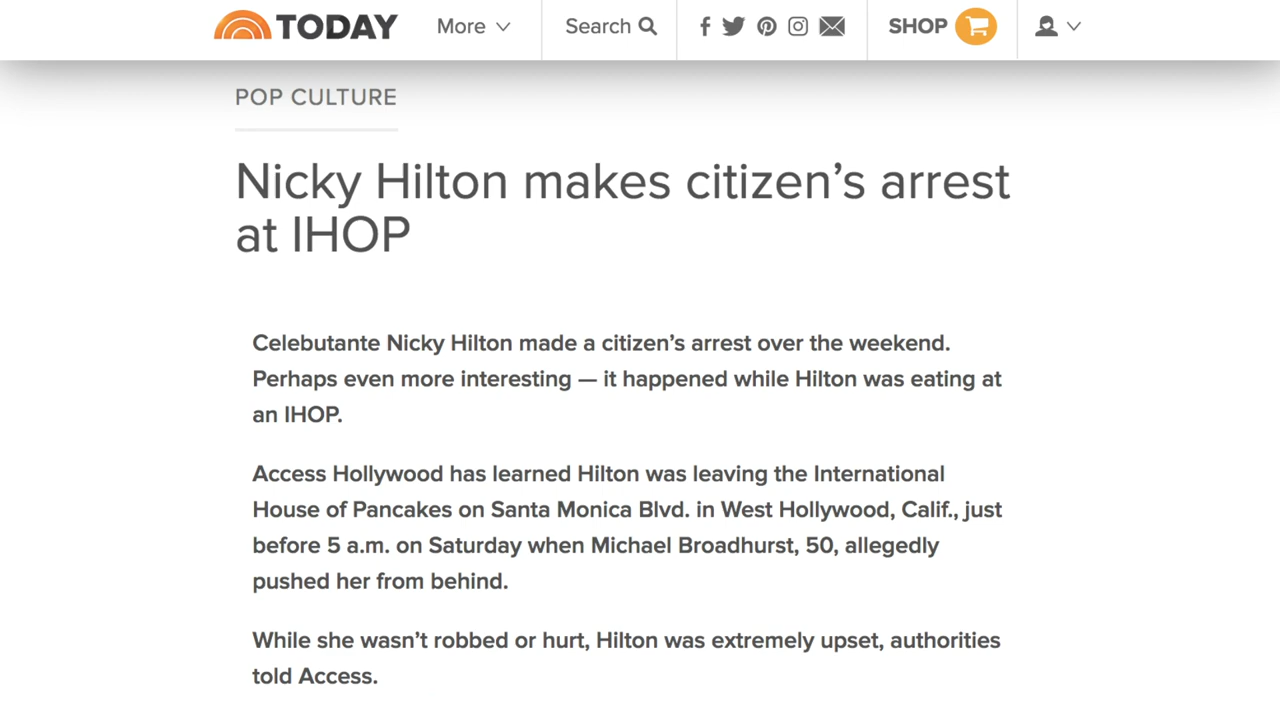 TODAY More Search SHOP
POP CULTURE
Nicky Hilton makes citizen’s arrest
at IHOP
Celebutante Nicky Hilton made a citizen’s arrest over the weekend.
Perhaps even more interesting — it happened while Hilton was eating at
an IHOP.
Access Hollywood has learned Hilton was leaving the International
House of Pancakes on Santa Monica Blvd. in West Hollywood, Calif., just
before 5 a.m. on Saturday when Michael Broadhurst, 50, allegedly
pushed her from behind.
While she wasn’t robbed or hurt, Hilton was extremely upset, authorities
told Access.